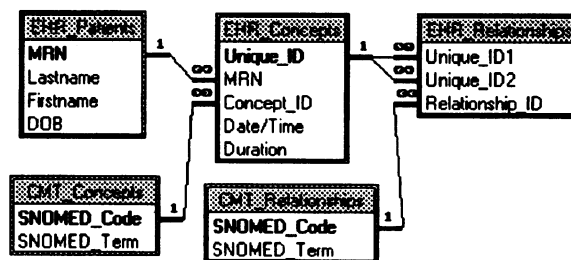 EHR_Patients
MRN
Lastname
Firstname
DOB
1
∞
∞
EHR_Concepts
Unique_ID
MRN
Concept_ID
Date/Time
Duration
1
∞
∞
∞
EHR_Relationships
Unique_ID1
Unique_ID2
Relationship_ID
CMT_Concepts
SNOMED_Code
SNOMED_Term
1
CMT_Relationships
SNOMED_Code
SNOMED_Term
1